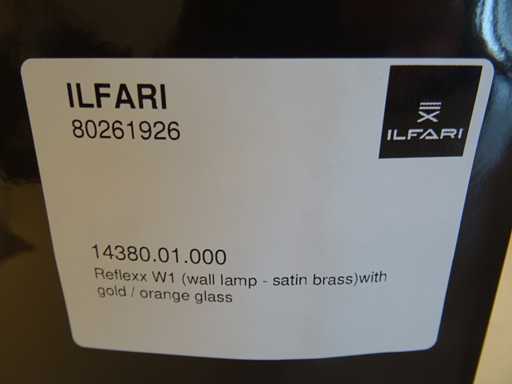 ILFARI
80261926
ILFARI
14380.01.000
Reflexx W1 (wall lamp - satin brass)with
gold / orange glass